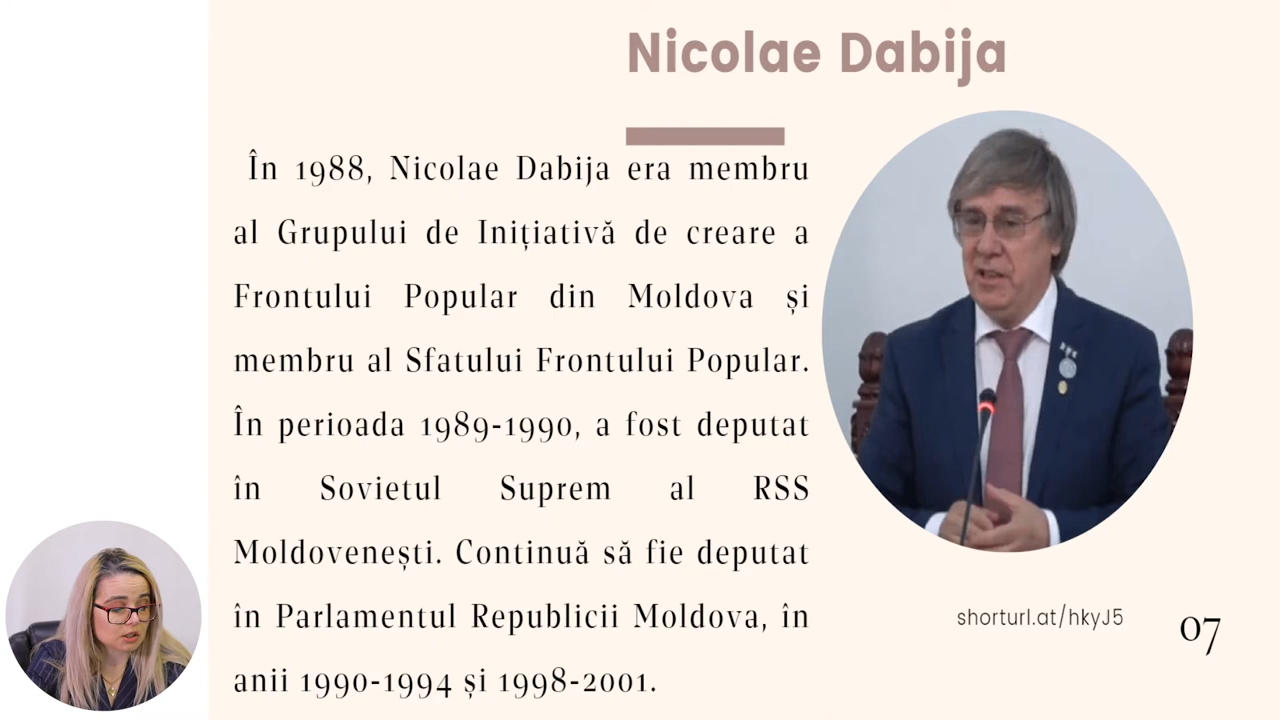 Nicolae Dabija
În 1988, Nicolae Dabija era membru
al Grupului de Inițiativă de creare a
Frontului Popular din Moldova și
membru al Sfatului Frontului Popular.
În perioada 1989-1990, a fost deputat
în Sovietul Suprem al RSS
Moldovenești. Continuă să fie deputat
în Parlamentul Republicii Moldova, în
anii 1990-1994 și 1998-2001.
shorturl.at/hkyJ5
07